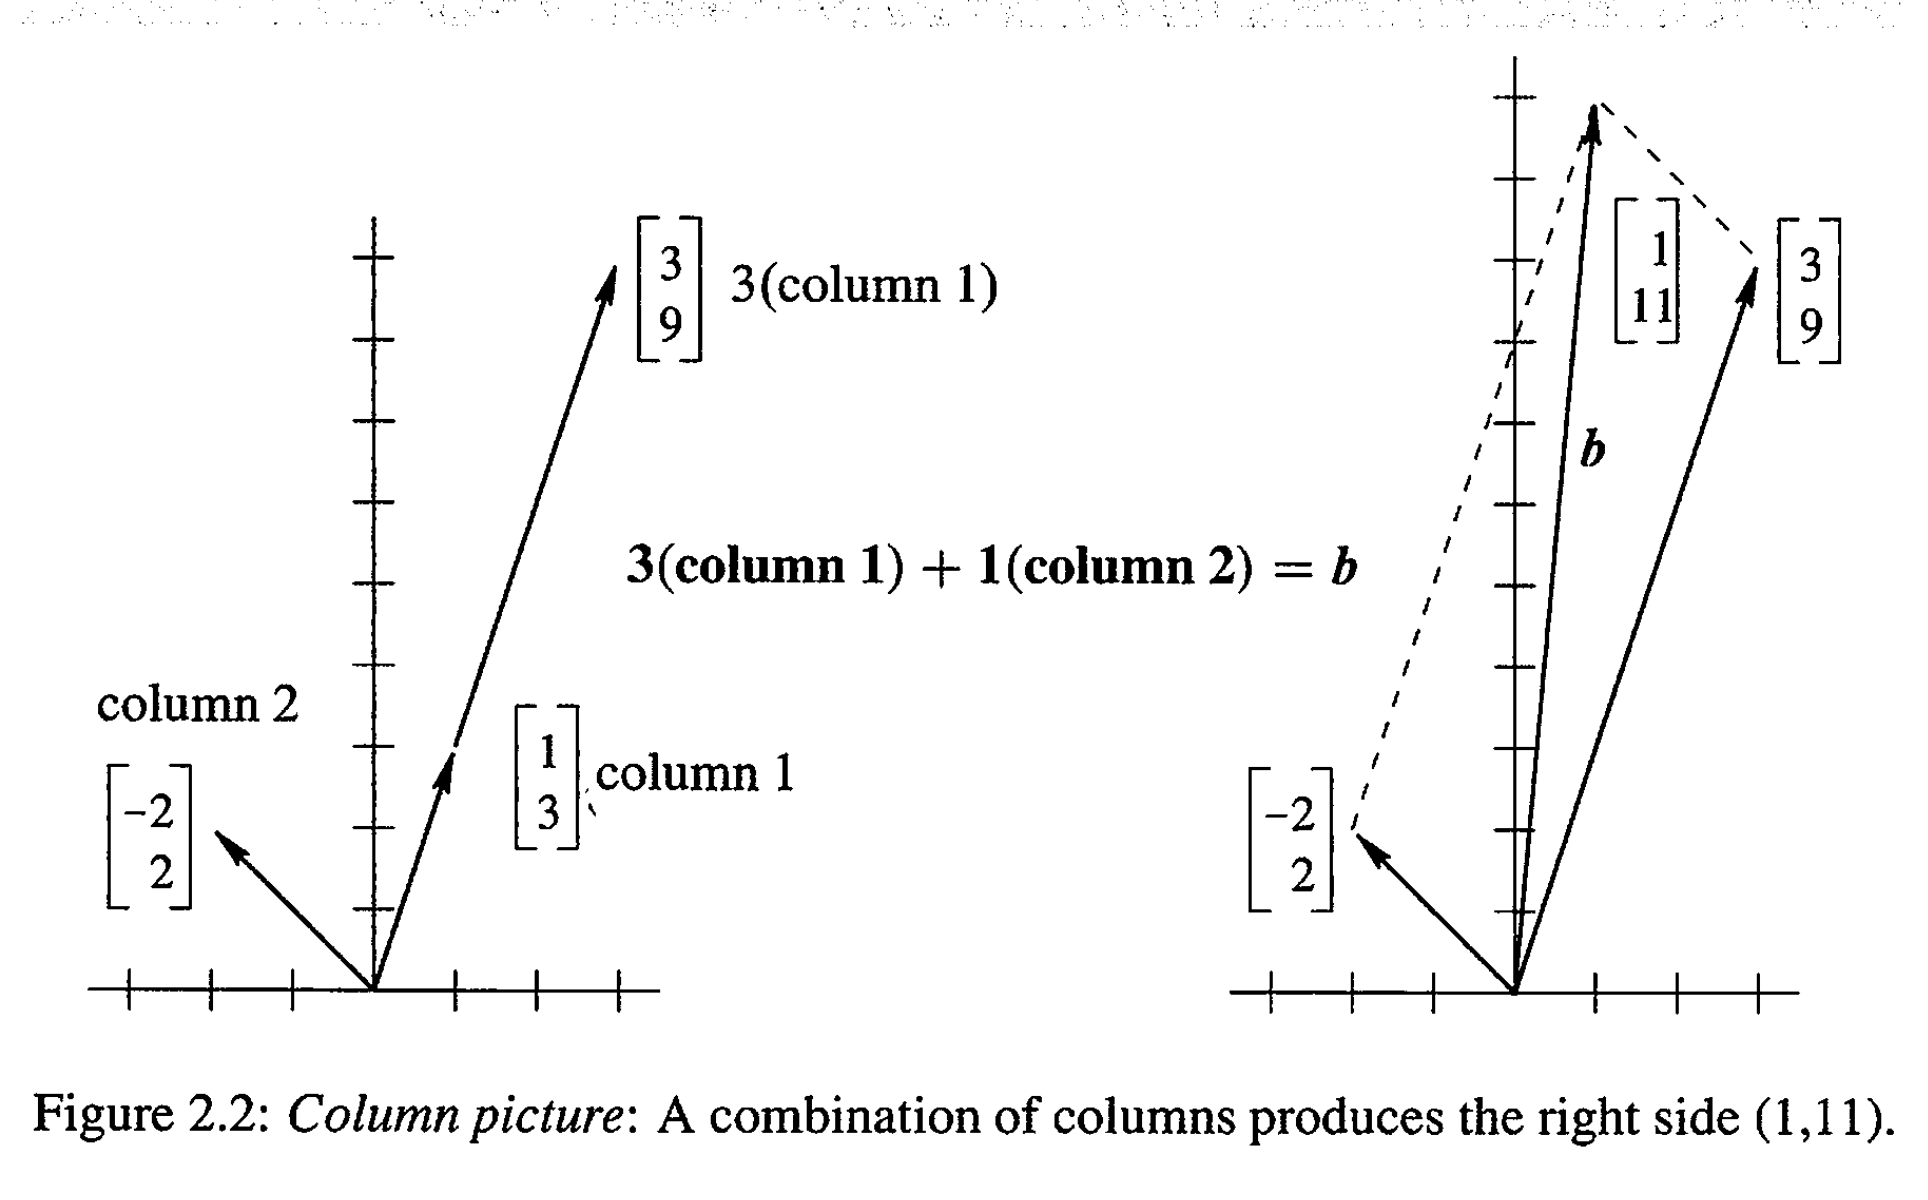 [3 9] 3(column 1)
[1 11]
[3 9]
b
3(column 1) + 1(column 2) = b
column 2
[-2 2]
[1 3] column 1
[-2 2]
Figure 2.2: Column picture: A combination of columns produces the right side (1,11).